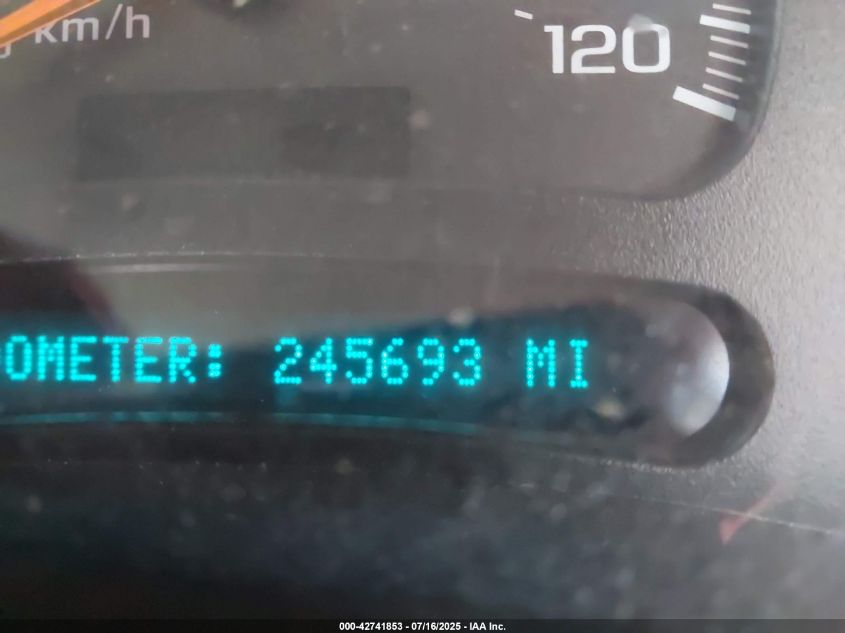 km/h
120
OMETER: 245693 MI
000-42741853 - 07/16/2025 - IAA Inc.